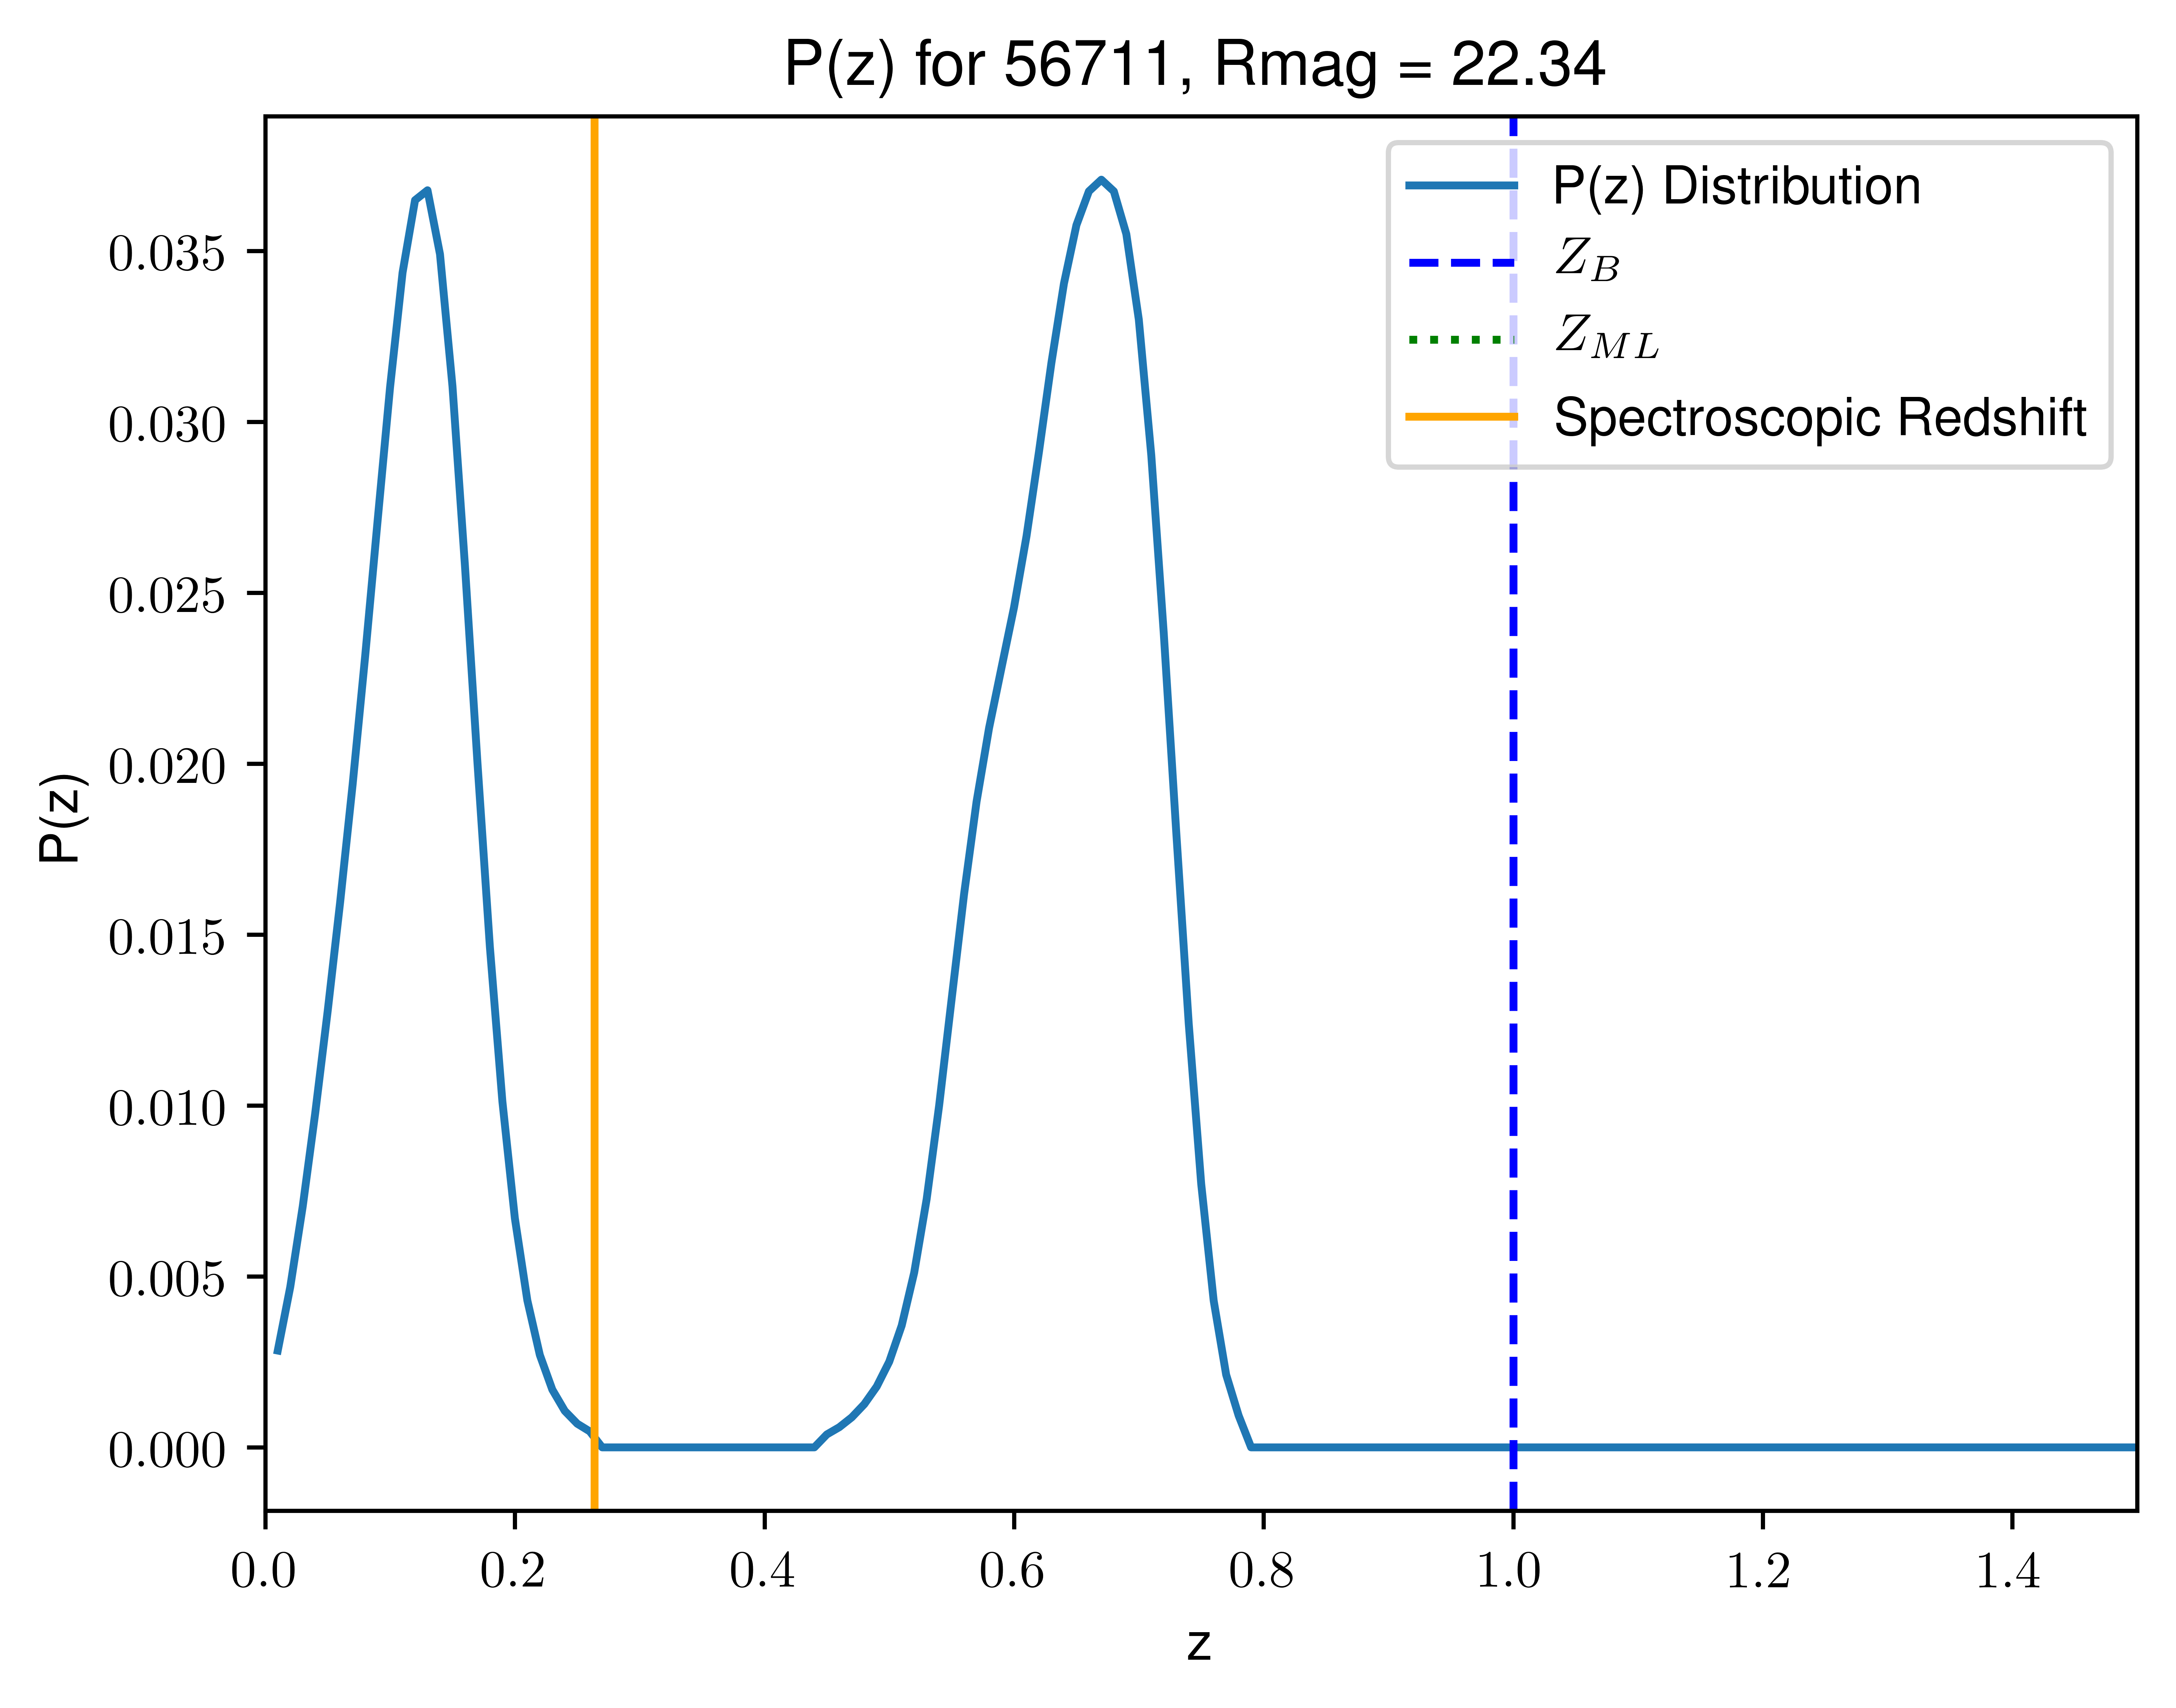 P(z) for 56711, Rmag = 22.34
P(z) Distribution
Z_B
Z_ML
Spectroscopic Redshift
P(z)
0.035
0.030
0.025
0.020
0.015
0.010
0.005
0.000
0.0 0.2 0.4 0.6 0.8 1.0 1.2 1.4
z